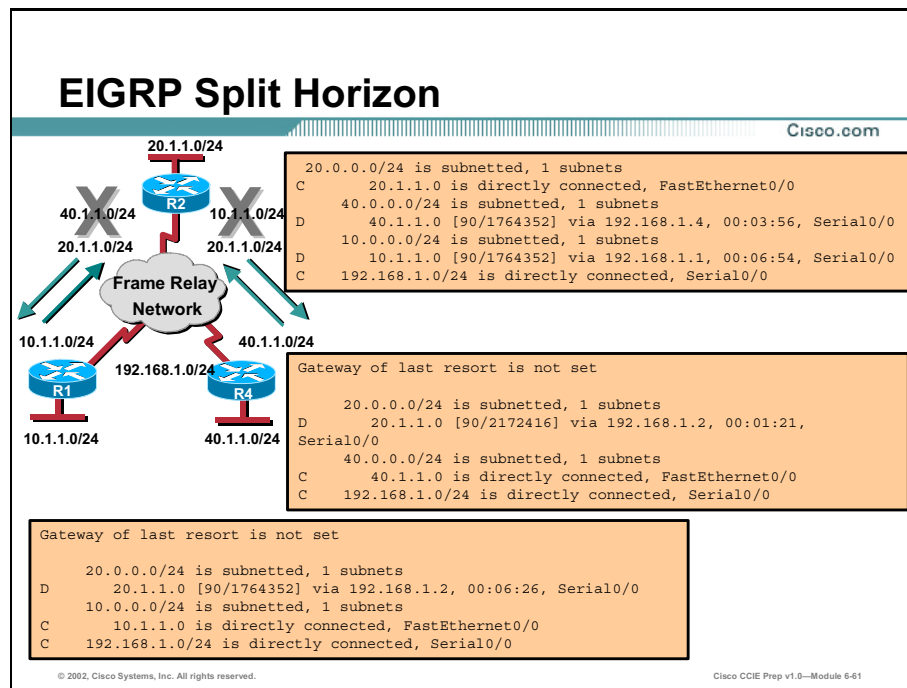 EIGRP Split Horizon
Cisco.com
20.1.1.0/24
R2
40.1.1.0/24
20.1.1.0/24
10.1.1.0/24
20.1.1.0/24
Frame Relay
Network
10.1.1.0/24
40.1.1.0/24
192.168.1.0/24
R1
R4
10.1.1.0/24
40.1.1.0/24
20.0.0.0/24 is subnetted, 1 subnets
C 20.1.1.0 is directly connected, FastEthernet0/0
40.0.0.0/24 is subnetted, 1 subnets
D 40.1.1.0 [90/1764352] via 192.168.1.4, 00:03:56, Serial0/0
10.0.0.0/24 is subnetted, 1 subnets
D 10.1.1.0 [90/1764352] via 192.168.1.1, 00:06:54, Serial0/0
C 192.168.1.0/24 is directly connected, Serial0/0
Gateway of last resort is not set
20.0.0.0/24 is subnetted, 1 subnets
D 20.1.1.0 [90/2172416] via 192.168.1.2, 00:01:21,
Serial0/0
40.0.0.0/24 is subnetted, 1 subnets
C 40.1.1.0 is directly connected, FastEthernet0/0
C 192.168.1.0/24 is directly connected, Serial0/0
Gateway of last resort is not set
20.0.0.0/24 is subnetted, 1 subnets
D 20.1.1.0 [90/1764352] via 192.168.1.2, 00:06:26, Serial0/0
10.0.0.0/24 is subnetted, 1 subnets
C 10.1.1.0 is directly connected, FastEthernet0/0
C 192.168.1.0/24 is directly connected, Serial0/0
© 2002, Cisco Systems, Inc. All rights reserved.
Cisco CCIE Prep v1.0—Module 6-61